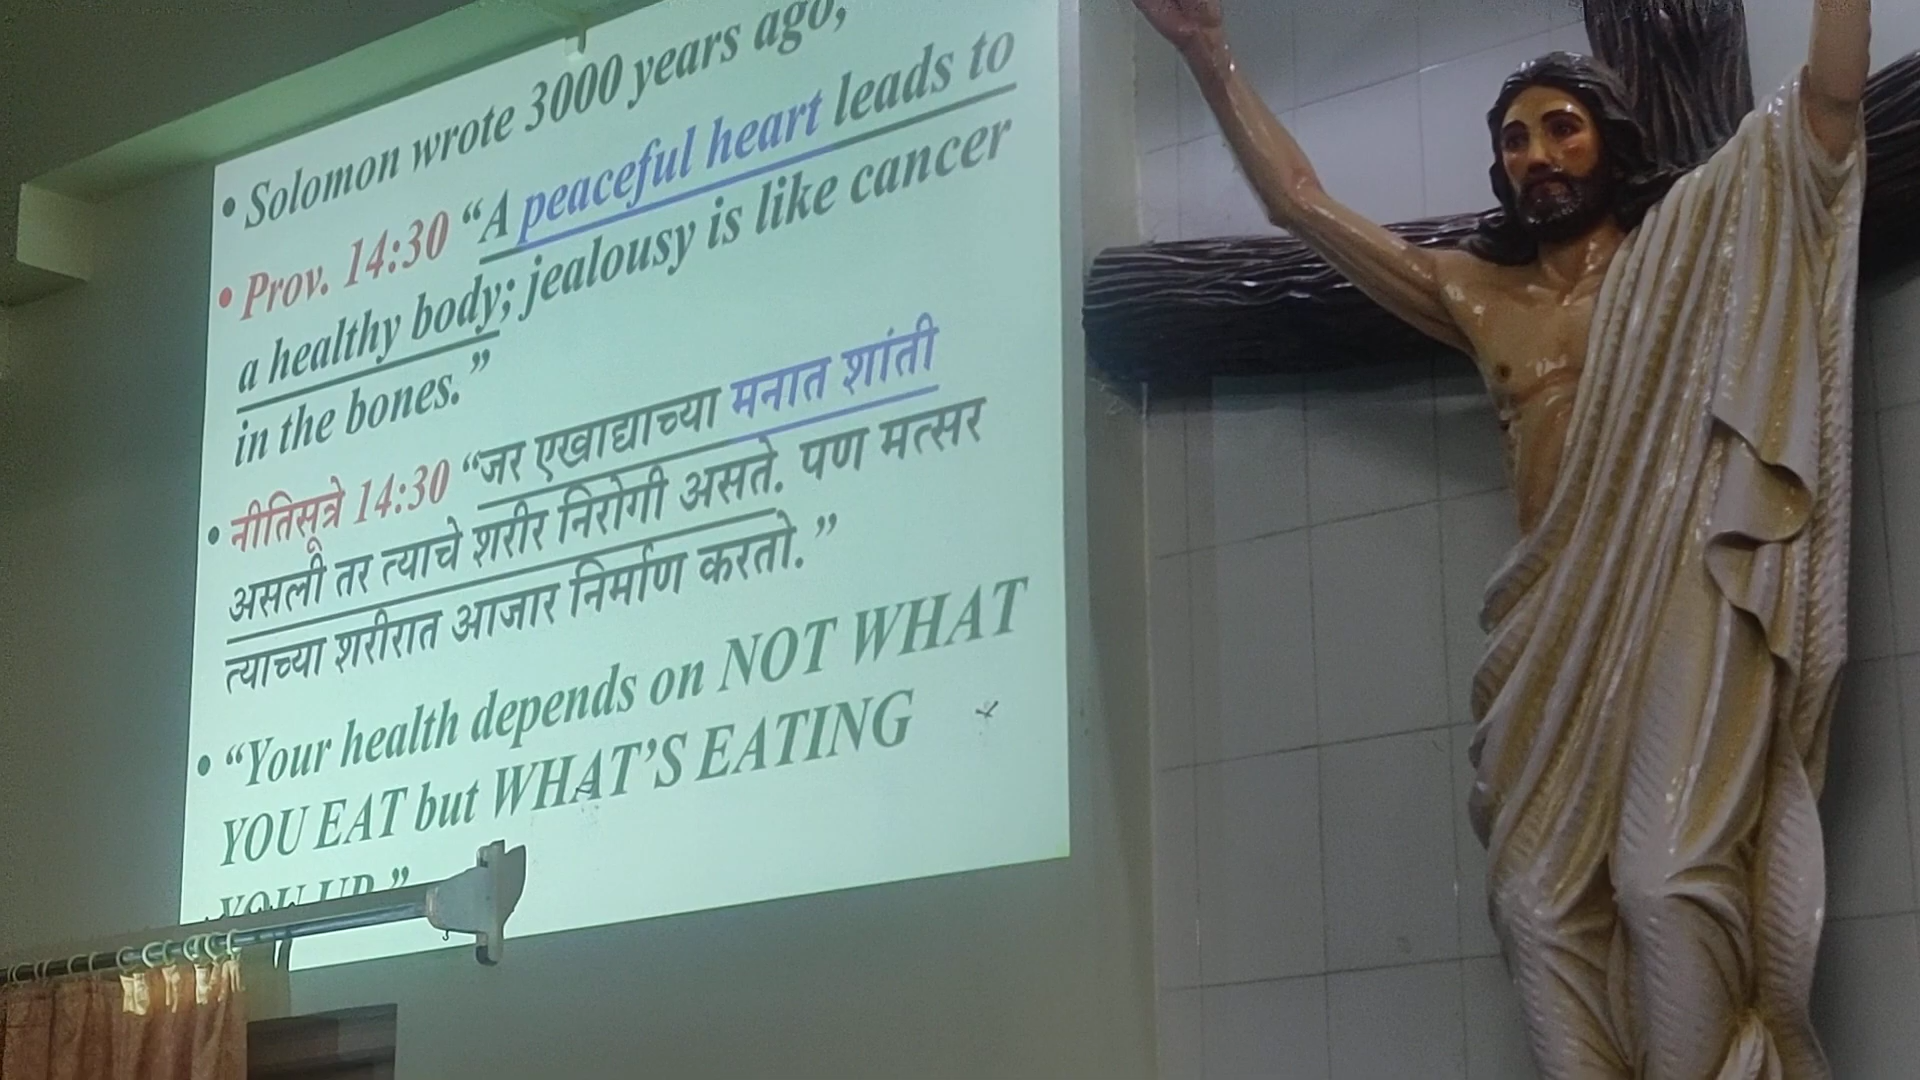 • Solomon wrote 3000 years ago,
• Prov. 14:30 “A peaceful heart leads to
a healthy body; jealousy is like cancer
in the bones.”
• नीतिसूत्रे 14:30 “जर एखाद्याच्या मनात शांती
असली तर त्याचे शरीर निरोगी असते. पण मत्सर
त्याच्या शरीरात आजार निर्माण करतो.”
• “Your health depends on NOT WHAT
YOU EAT but WHAT’S EATING
YOU UP.”